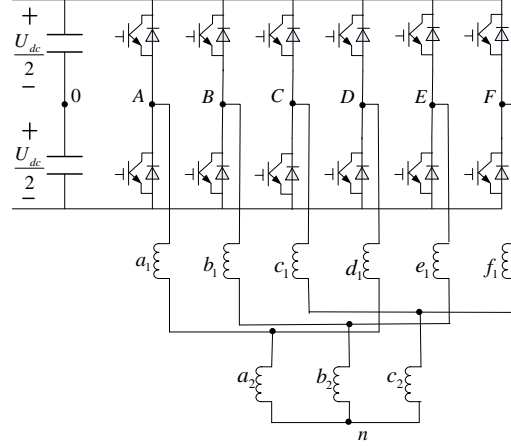 +
U_dc
2
−
0
A B C D E F
+
U_dc
2
−
a₁ b₁ c₁ d₁ e₁ f₁
a₂ b₂ c₂
n